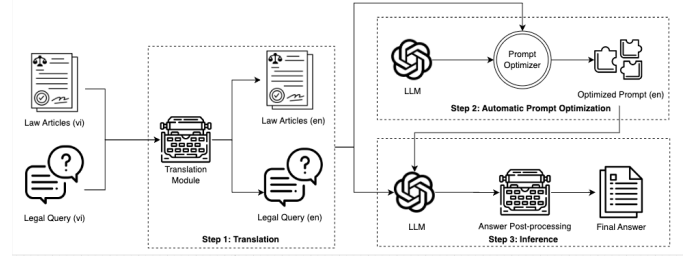 Law Articles (vi)
Legal Query (vi)
Translation
Module
Law Articles (en)
Legal Query (en)
Step 1: Translation
LLM
Prompt
Optimizer
Optimized Prompt (en)
Step 2: Automatic Prompt Optimization
LLM
Answer Post-processing
Final Answer
Step 3: Inference